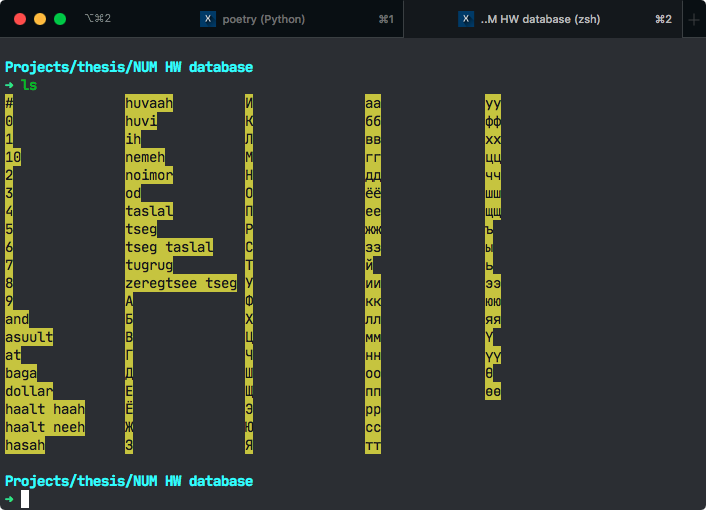 ⌥⌘2 poetry (Python) ⌘1 ..M HW database (zsh) ⌘2 +
Projects/thesis/NUM HW database
→ ls
# huvaah И аа уу
0 huvi К бб фф
1 ih Л вв хх
10 nemeh М гг цц
2 noimor Н дд чч
3 od О ёё шш
4 taslal П ее щщ
5 tseg Р жж ъ
6 tseg taslal С зз ы
7 tugrug Т й ь
8 zeregtsee tseg У ии ээ
9 А Ф кк юю
and Б Х лл яя
asuult В Ц мм Ү
at Г Ч нн үү
baga Д Ш оо Ө
dollar Е Щ пп өө
haalt haah Ё Э рр
haalt neeh Ж Ю сс
hasah З Я тт
Projects/thesis/NUM HW database
→